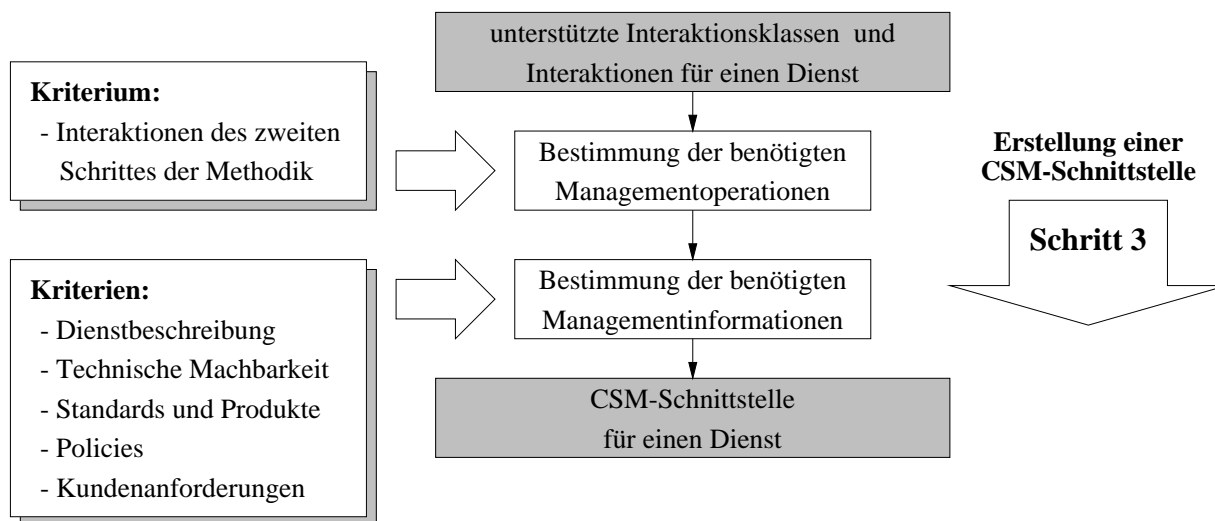 unterstützte Interaktionsklassen und
Interaktionen für einen Dienst
Kriterium:
- Interaktionen des zweiten
Schrittes der Methodik
Bestimmung der benötigten
Managementoperationen
Erstellung einer
CSM-Schnittstelle
Schritt 3
Kriterien:
- Dienstbeschreibung
- Technische Machbarkeit
- Standards und Produkte
- Policies
- Kundenanforderungen
Bestimmung der benötigten
Managementinformationen
CSM-Schnittstelle
für einen Dienst